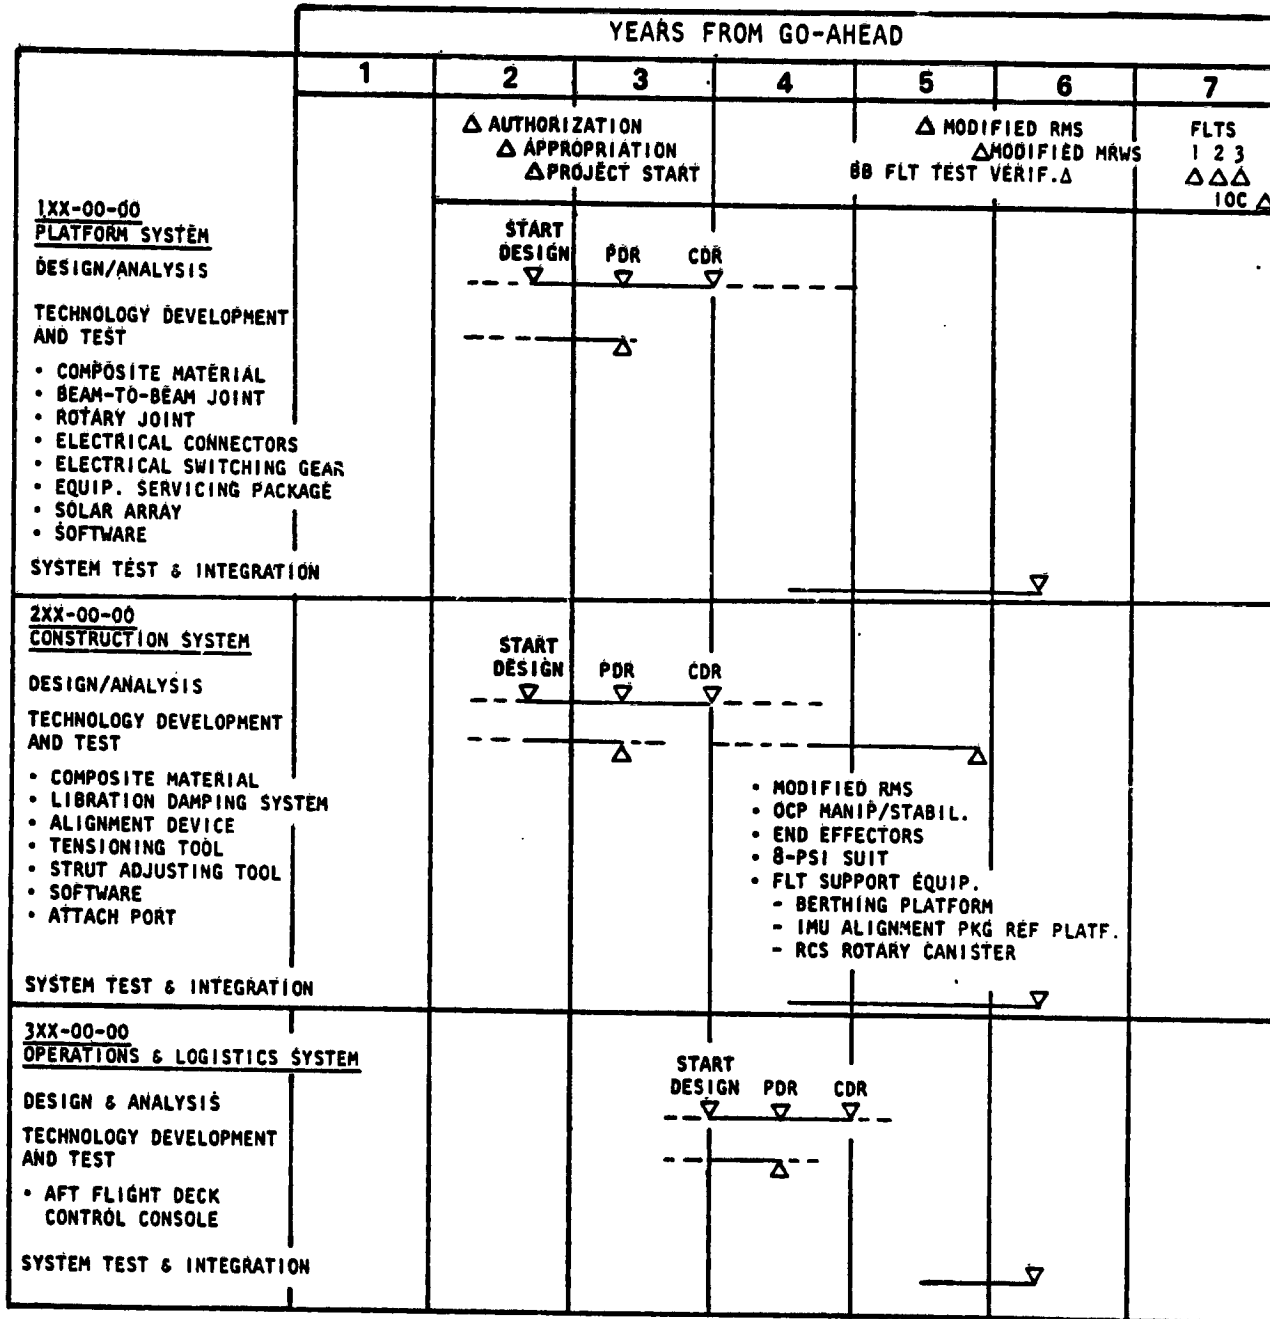 YEARS FROM GO-AHEAD
1 2 3 4 5 6 7
△ AUTHORIZATION △ MODIFIED RMS FLTS
△ APPROPRIATION △MODIFIED MRWS 1 2 3
△PROJECT START BB FLT TEST VERIF.△ △△△
IOC △
1XX-00-00
PLATFORM SYSTEM
START
DESIGN PDR CDR
DESIGN/ANALYSIS
TECHNOLOGY DEVELOPMENT
AND TEST
• COMPOSITE MATERIAL
• BEAM-TO-BEAM JOINT
• ROTARY JOINT
• ELECTRICAL CONNECTORS
• ELECTRICAL SWITCHING GEAR
• EQUIP. SERVICING PACKAGE
• SOLAR ARRAY
• SOFTWARE
SYSTEM TEST & INTEGRATION
2XX-00-00
CONSTRUCTION SYSTEM
START
DESIGN PDR CDR
DESIGN/ANALYSIS
TECHNOLOGY DEVELOPMENT
AND TEST
• COMPOSITE MATERIAL
• LIBRATION DAMPING SYSTEM
• ALIGNMENT DEVICE
• TENSIONING TOOL
• STRUT ADJUSTING TOOL
• SOFTWARE
• ATTACH PORT
• MODIFIED RMS
• OCP MANIP/STABIL.
• END EFFECTORS
• 8-PSI SUIT
• FLT SUPPORT EQUIP.
- BERTHING PLATFORM
- IMU ALIGNMENT PKG REF PLATF.
- RCS ROTARY CANISTER
SYSTEM TEST & INTEGRATION
3XX-00-00
OPERATIONS & LOGISTICS SYSTEM
START
DESIGN PDR CDR
DESIGN & ANALYSIS
TECHNOLOGY DEVELOPMENT
AND TEST
• AFT FLIGHT DECK
CONTROL CONSOLE
SYSTEM TEST & INTEGRATION